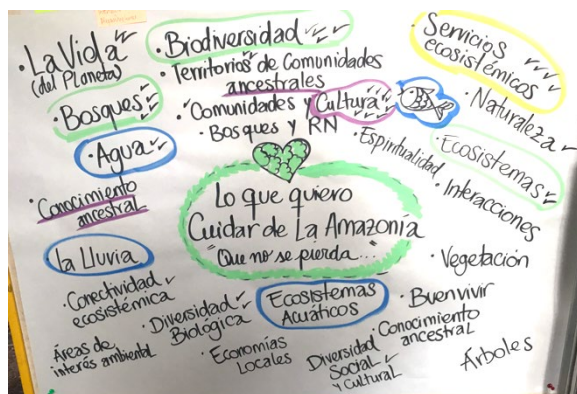 · La Vida
(del Planeta)
· Biodiversidad
· Servicios
ecosistémicos
· Territorios de Comunidades
ancestrales
· Bosques
· Comunidades y Cultura
· Bosques y RN
· Naturaleza
· Agua
· Espiritualidad
· Ecosistemas
· Interacciones
· Conocimiento
ancestral
Lo que quiero
Cuidar de La Amazonía
"Que no se pierda..."
· la Lluvia
· Vegetación
· Conectividad
ecosistémica
· Diversidad
Biológica
Ecosistemas
Acuáticos
· Buen vivir
· Conocimiento
ancestral
Áreas de
interés ambiental
· Economías
Locales
Diversidad
Social
y Cultural
Árboles